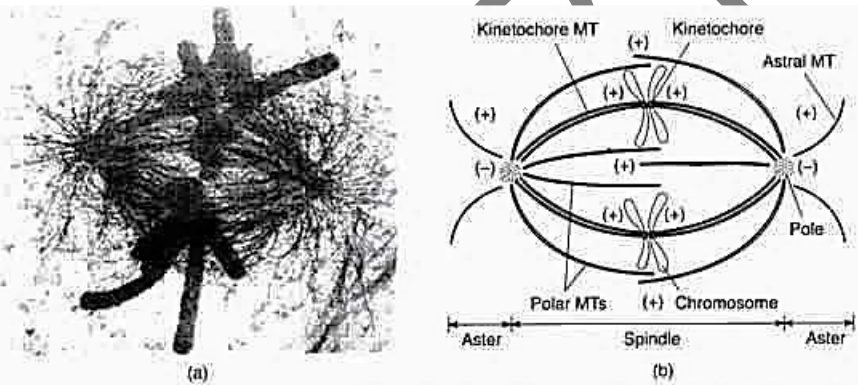 Kinetochore MT
(+)
Kinetochore
Astral MT
(+)
(+)
(+)
(+)
(-)
(+)
(-)
(+)
(+)
Pole
Polar MTs
(+)
Chromosome
Aster
Spindle
Aster
(a)
(b)